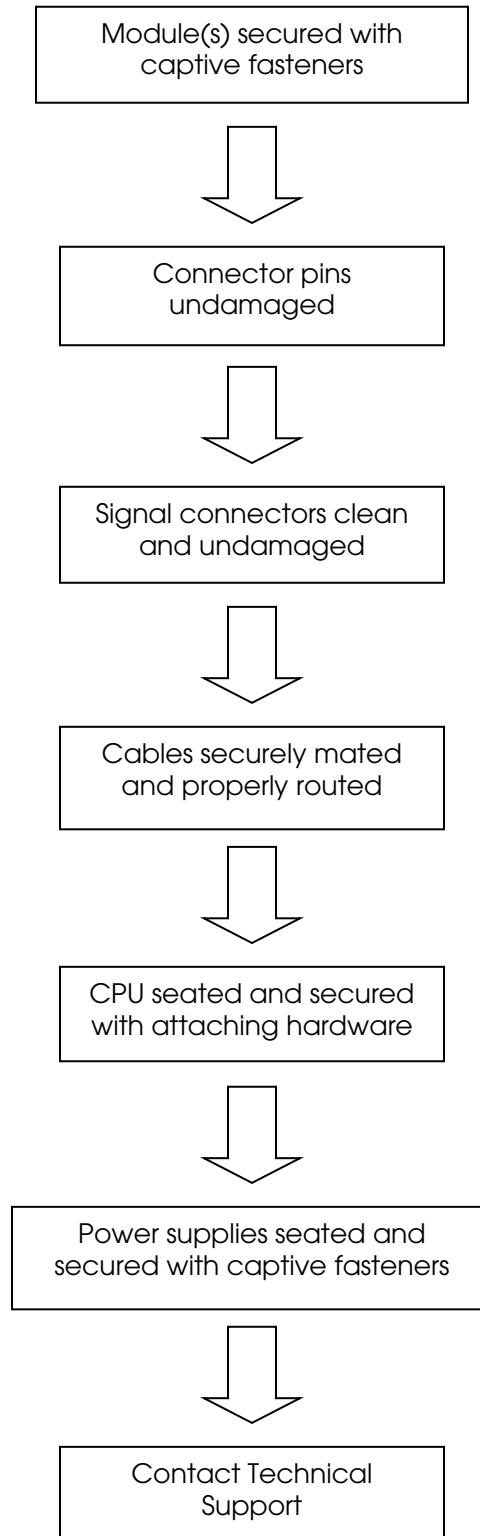 Module(s) secured with
captive fasteners
Connector pins
undamaged
Signal connectors clean
and undamaged
Cables securely mated
and properly routed
CPU seated and secured
with attaching hardware
Power supplies seated and
secured with captive fasteners
Contact Technical
Support